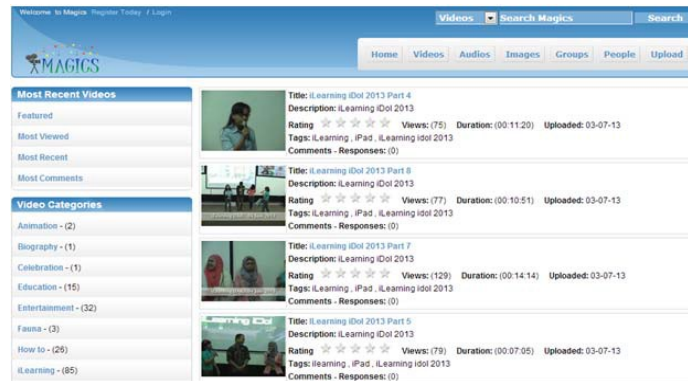 Welcome to Magics Register Today / Login
Videos Search Magics Search
MAGICS
Home Videos Audios Images Groups People Upload
Most Recent Videos
Featured
Most Viewed
Most Recent
Most Comments
Video Categories
Animation - (2)
Biography - (1)
Celebration - (1)
Education - (15)
Entertainment - (32)
Fauna - (3)
How to - (26)
iLearning - (85)
Title: iLearning iDol 2013 Part 4
Description: iLearning iDol 2013
Rating Views: (75) Duration: (00:11:20) Uploaded: 03-07-13
Tags: iLearning , iPad , iLearning idol 2013
Comments - Responses: (0)
Title: iLearning iDol 2013 Part 8
Description: iLearning iDol 2013
Rating Views: (77) Duration: (00:10:51) Uploaded: 03-07-13
Tags: iLearning , iPad , iLearning idol 2013
Comments - Responses: (0)
Title: iLearning iDol 2013 Part 7
Description: iLearning iDol 2013
Rating Views: (129) Duration: (00:14:14) Uploaded: 03-07-13
Tags: iLearning , iPad , iLearning idol 2013
Comments - Responses: (0)
Title: iLearning iDol 2013 Part 5
Description: iLearning iDol 2013
Rating Views: (79) Duration: (00:07:05) Uploaded: 03-07-13
Tags: ilearning , iPad , iLearning idol 2013
Comments - Responses: (0)